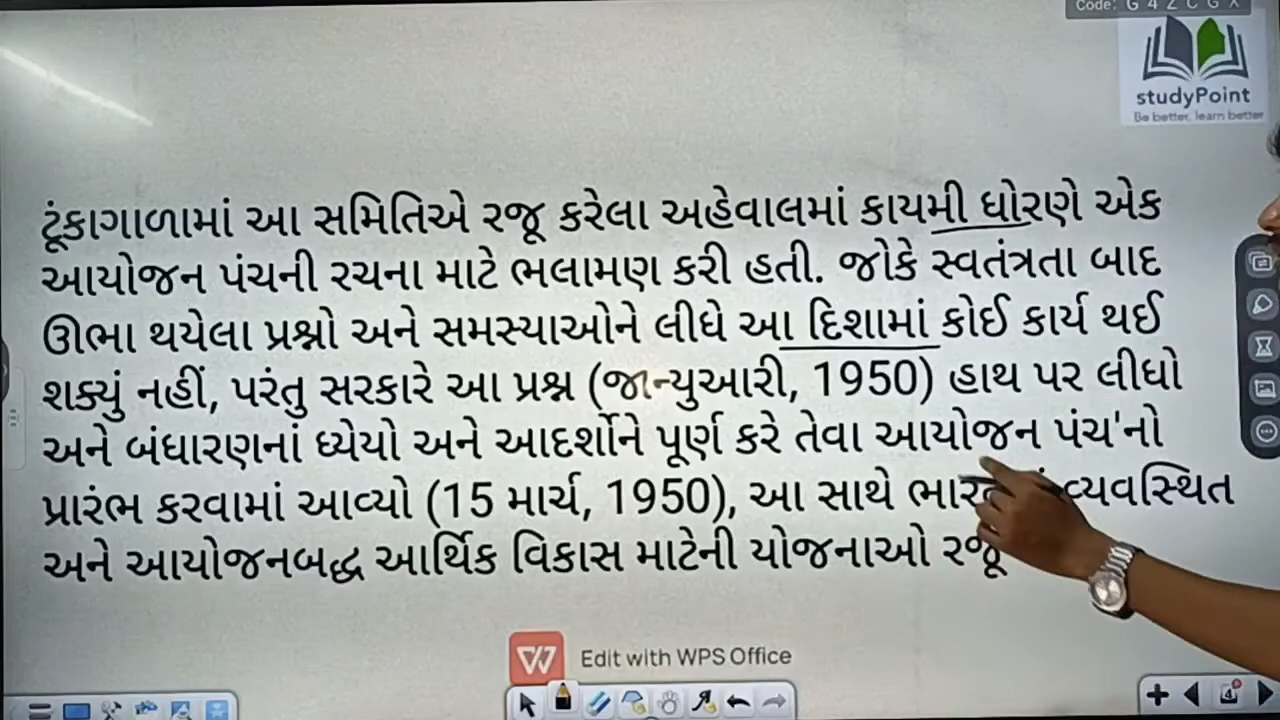 Code: G 4 Z C G X
studyPoint
Be better, learn better
ટૂંકાગાળામાં આ સમિતિએ રજૂ કરેલા અહેવાલમાં કાયમી ધોરણે એક
આયોજન પંચની રચના માટે ભલામણ કરી હતી. જોકે સ્વતંત્રતા બાદ
ઊભા થયેલા પ્રશ્નો અને સમસ્યાઓને લીધે આ દિશામાં કોઈ કાર્ય થઈ
શક્યું નહીં, પરંતુ સરકારે આ પ્રશ્ન (જાન્યુઆરી, 1950) હાથ પર લીધો
અને બંધારણનાં ધ્યેયો અને આદર્શોને પૂર્ણ કરે તેવા આયોજન પંચ'નો
પ્રારંભ કરવામાં આવ્યો (15 માર્ચ, 1950), આ સાથે વ્યવસ્થિત
અને આયોજનબદ્ધ આર્થિક વિકાસ માટેની યોજનાઓ રજૂ
Edit with WPS Office
4